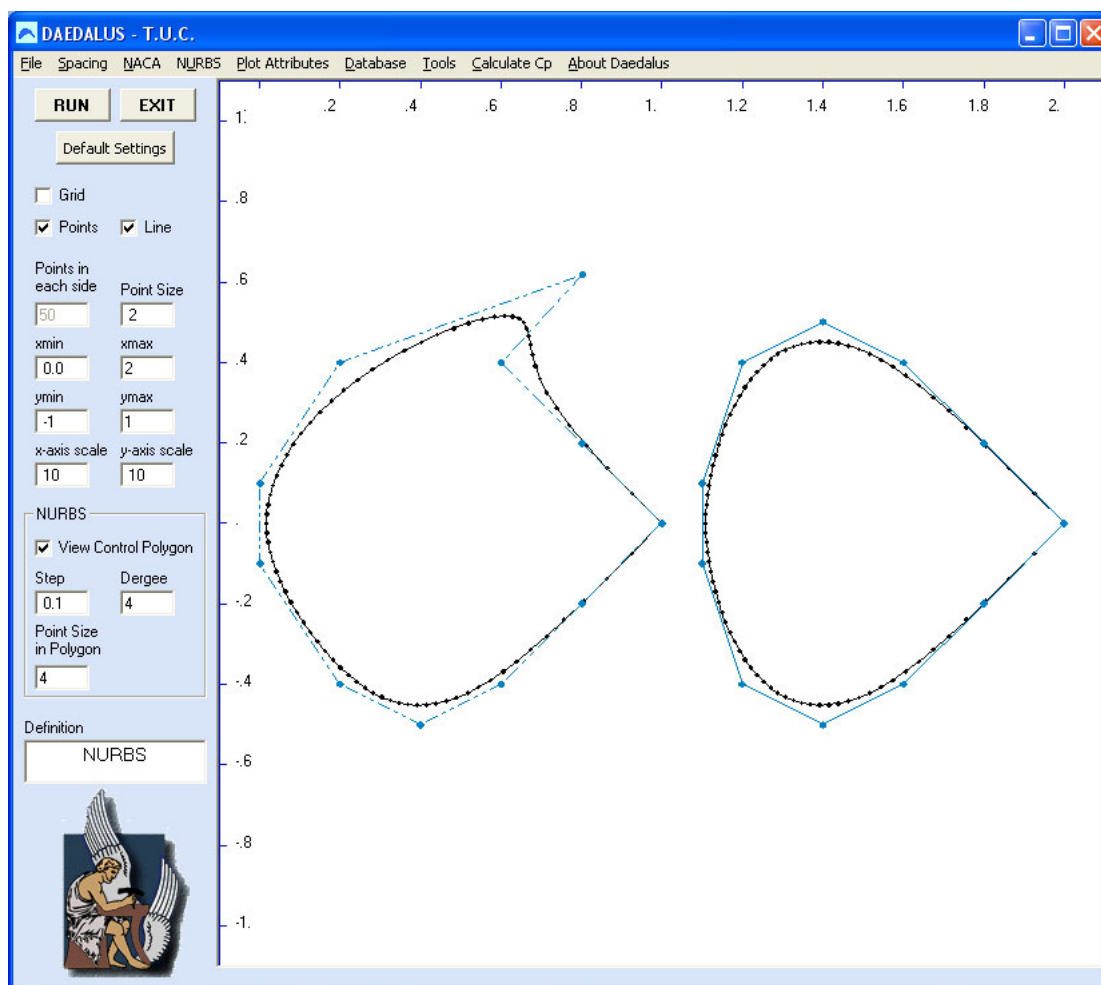 DAEDALUS - T.U.C.
File Spacing NACA NURBS Plot Attributes Database Tools Calculate Cp About Daedalus
RUN EXIT
Default Settings
Grid
Points Line
Points in
each side
Point Size
50 2
xmin xmax
0.0 2
ymin ymax
-1 1
x-axis scale y-axis scale
10 10
NURBS
View Control Polygon
Step Dergee
0.1 4
Point Size
in Polygon
4
Definition
NURBS
.2 .4 .6 .8 1. 1.2 1.4 1.6 1.8 2.
1.
.8
.6
.4
.2
.
-.2
-.4
-.6
-.8
-1.